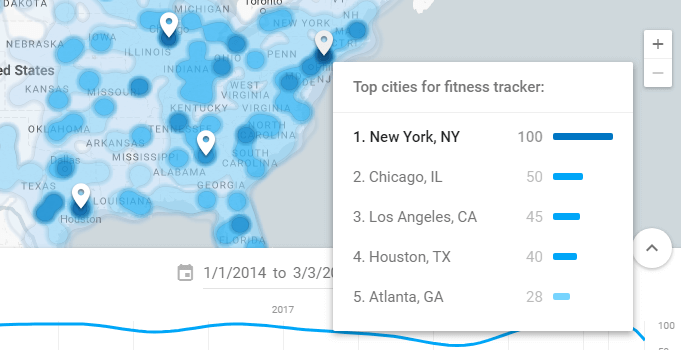 DAKOTA
MICHIGAN
Toronto
NEW YORK
NH
NEBRASKA
IOWA
ILLINOIS
OHIO
PENN
INDIANA
ed States
KANSAS
MISSOURI
WEST
VIRGINIA
KENTUCKY
VIRGINIA
OKLAHOMA
TENNESSEE
NORTH
CAROLINA
ARKANSAS
MISSISSIPPI
SOUTH
CAROLINA
Dallas
ALABAMA
TEXAS
LOUISIANA
GEORGIA
Houston
FLORIDA
+
−
Top cities for fitness tracker:
1. New York, NY 100
2. Chicago, IL 50
3. Los Angeles, CA 45
4. Houston, TX 40
5. Atlanta, GA 28
1/1/2014 to 3/3/20
2017
100